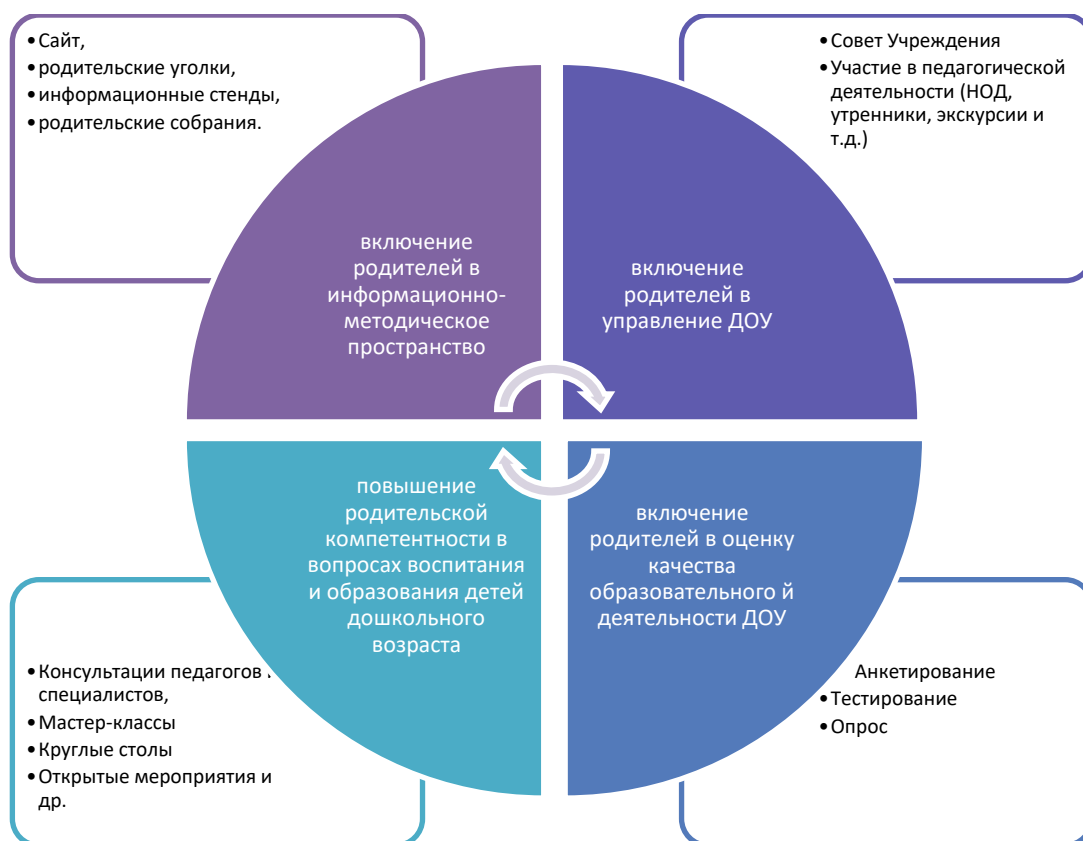 •Сайт,
•родительские уголки,
•информационные стенды,
•родительские собрания.
•Совет Учреждения
•Участие в педагогической
деятельности (НОД,
утренники, экскурсии и
т.д.)
включение
родителей в
информационно-
методическое
пространство
включение
родителей в
управление ДОУ
повышение
родительской
компетентности в
вопросах воспитания
и образования детей
дошкольного
возраста
включение
родителей в оценку
качества
образовательного й
деятельности ДОУ
•Консультации педагогов
специалистов,
•Мастер-классы
•Круглые столы
•Открытые мероприятия и
др.
Анкетирование
•Тестирование
•Опрос